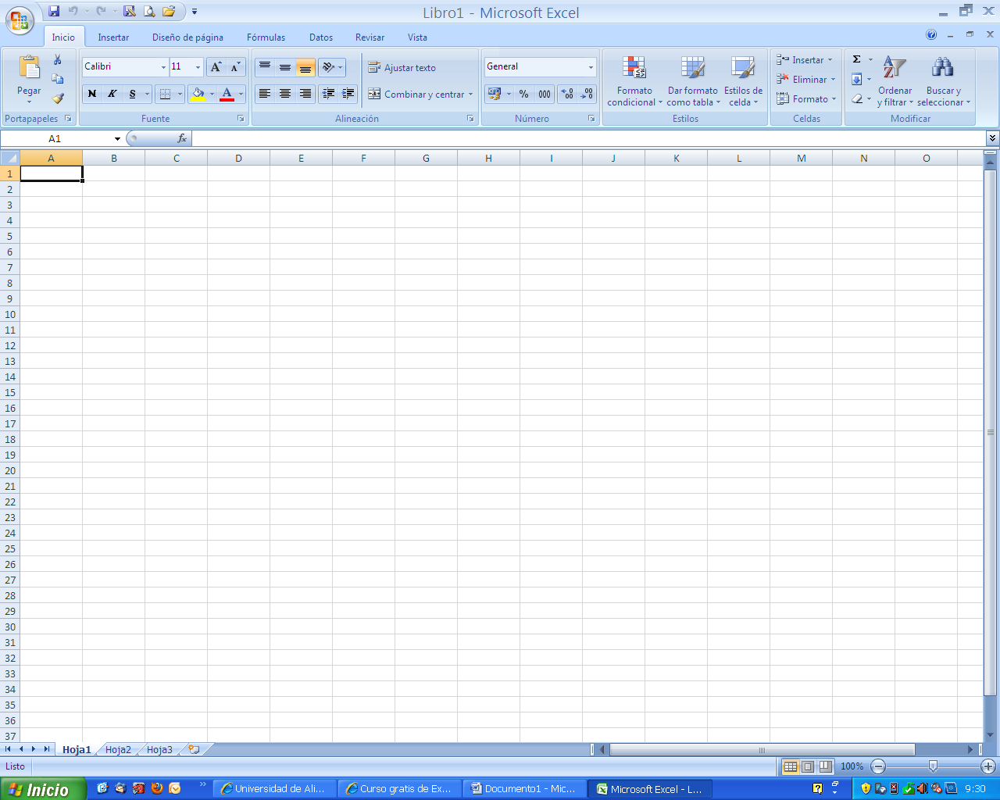 Libro1 - Microsoft Excel
Inicio Insertar Diseño de página Fórmulas Datos Revisar Vista
Pegar
Portapapeles
Calibri 11
N K S
Fuente
Ajustar texto
Combinar y centrar
Alineación
General
% 000
Número
Formato condicional
Dar formato como tabla
Estilos de celda
Estilos
Insertar
Eliminar
Formato
Celdas
Σ
Ordenar y filtrar
Buscar y seleccionar
Modificar
A1 fx
A B C D E F G H I J K L M N O
1
2
3
4
5
6
7
8
9
10
11
12
13
14
15
16
17
18
19
20
21
22
23
24
25
26
27
28
29
30
31
32
33
34
35
36
37
Hoja1 Hoja2 Hoja3
Listo 100%
Inicio Universidad de Ali... Curso gratis de Ex... Documento1 - Mic... Microsoft Excel - L... 9:30